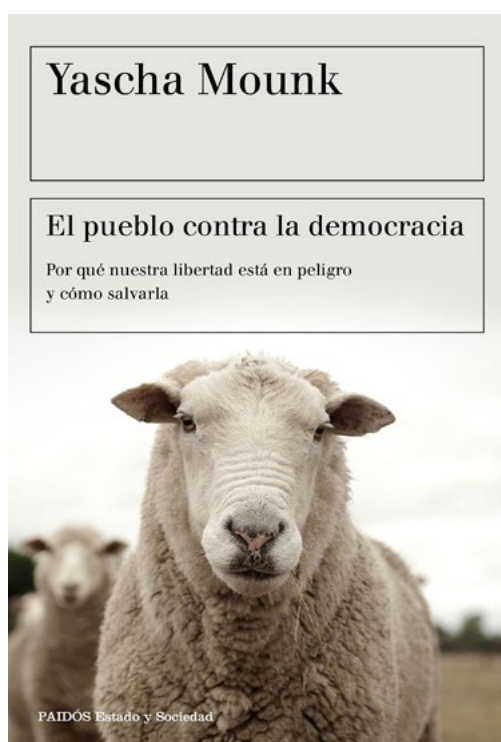 Yascha Mounk
El pueblo contra la democracia
Por qué nuestra libertad está en peligro
y cómo salvarla
PAIDÓS Estado y Sociedad